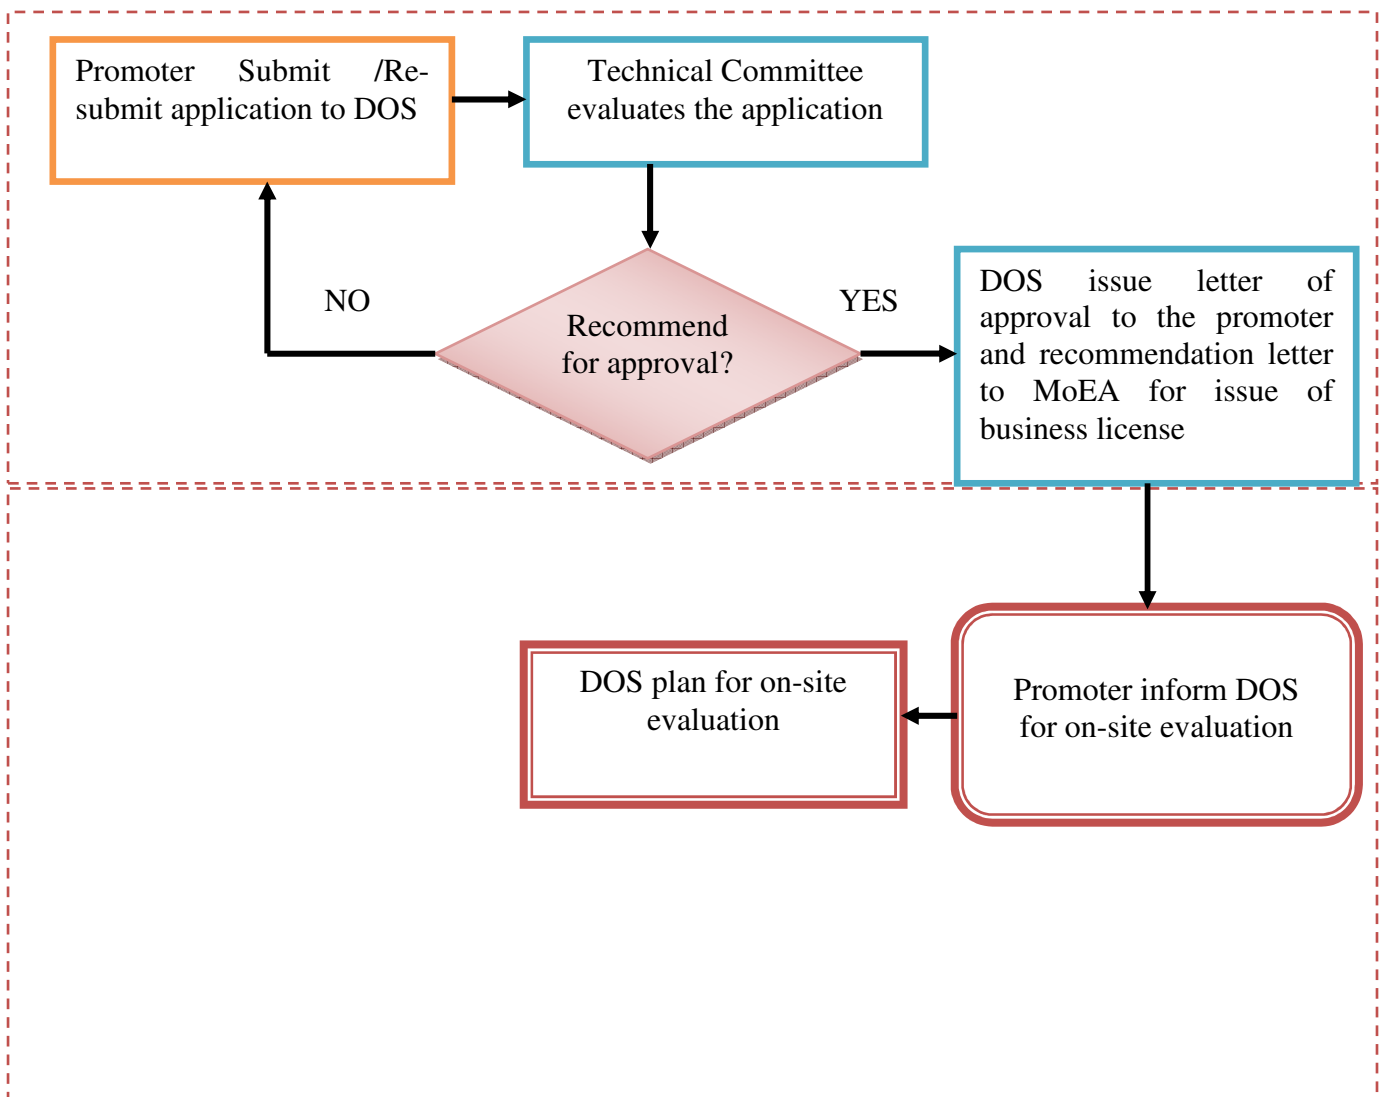 Promoter Submit /Re-
submit application to DOS
Technical Committee
evaluates the application
NO
Recommend
for approval?
YES
DOS issue letter of
approval to the promoter
and recommendation letter
to MoEA for issue of
business license
DOS plan for on-site
evaluation
Promoter inform DOS
for on-site evaluation